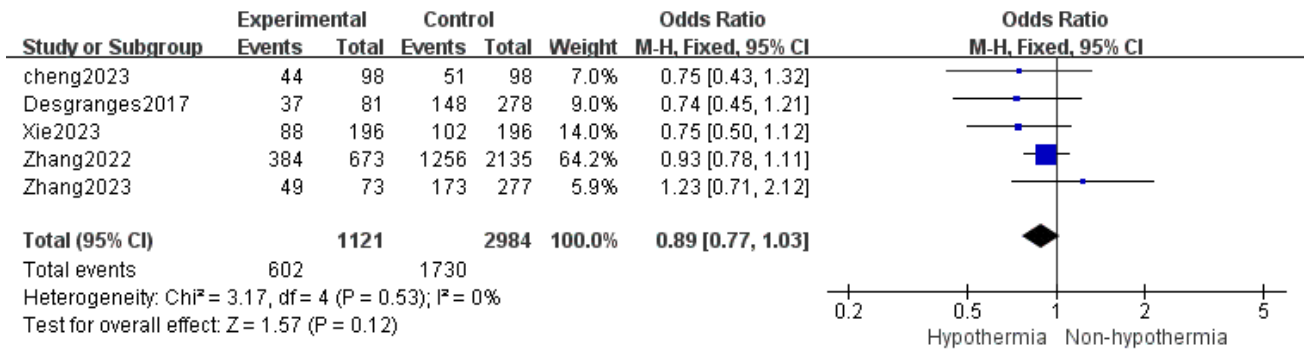 Experimental Control Odds Ratio Odds Ratio
Study or Subgroup Events Total Events Total Weight M-H, Fixed, 95% CI M-H, Fixed, 95% CI
cheng2023 44 98 51 98 7.0% 0.75 [0.43, 1.32]
Desgranges2017 37 81 148 278 9.0% 0.74 [0.45, 1.21]
Xie2023 88 196 102 196 14.0% 0.75 [0.50, 1.12]
Zhang2022 384 673 1256 2135 64.2% 0.93 [0.78, 1.11]
Zhang2023 49 73 173 277 5.9% 1.23 [0.71, 2.12]
Total (95% CI) 1121 2984 100.0% 0.89 [0.77, 1.03]
Total events 602 1730
Heterogeneity: Chi² = 3.17, df = 4 (P = 0.53); I² = 0%
Test for overall effect: Z = 1.57 (P = 0.12)
0.2 0.5 1 2 5
Hypothermia Non-hypothermia